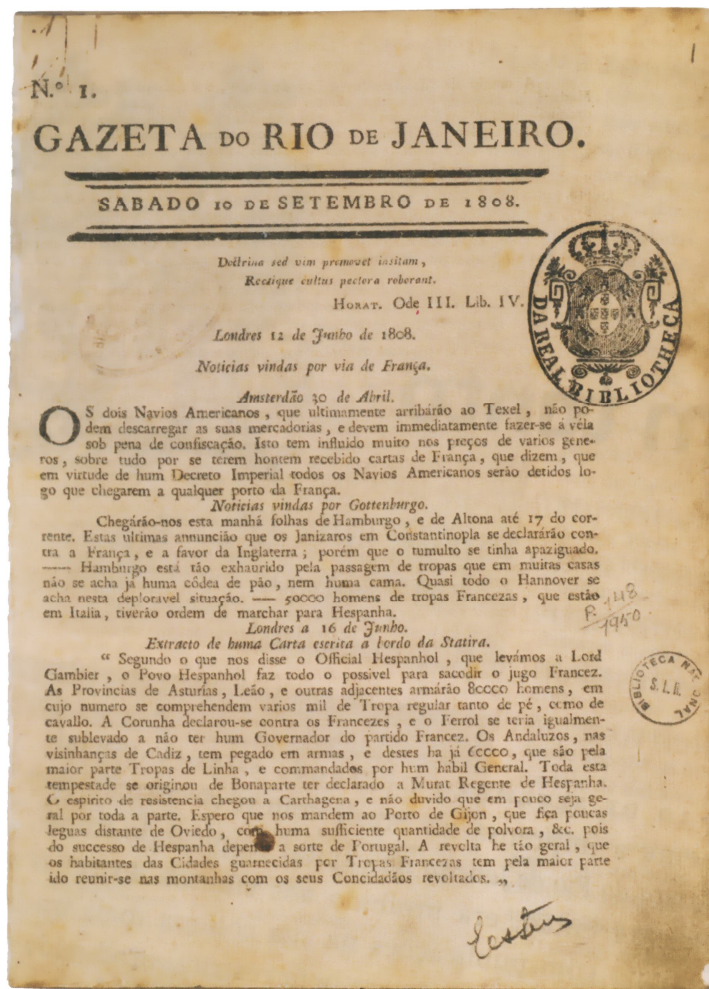 1
N.º 1.
GAZETA DO RIO DE JANEIRO.
SABADO 10 DE SETEMBRO DE 1808.
Doctrina sed vim promovet insitam,
Rectique cultus pectora roborant.
HORAT. Ode III. Lib. IV.
DA REAL BIBLIOTHECA
Londres 12 de Junho de 1808.
Noticias vindas por via de França.
Amsterdão 30 de Abril.
OS dois Navios Americanos, que ultimamente arribárão ao Texel, não po-
dem descarregar as suas mercadorias, e devem immediatamente fazer-se á véla
sob pena de confiscação. Isto tem influido muito nos preços de varios gene-
ros, sobre tudo por se terem hontem recebido cartas de França, que dizem, que
em virtude de hum Decreto Imperial todos os Navios Americanos serão detidos lo-
go que chegarem a qualquer porto da França.
Noticias vindas por Gottenburgo.
Chegárão-nos esta manhã folhas de Hamburgo, e de Altona até 17 do cor-
rente. Estas ultimas annuncião que os Janizaros em Constantinopla se declarárão con-
tra a França, e a favor da Inglaterra; porém que o tumulto se tinha apaziguado.
—— Hamburgo está tão exhaurido pela passagem de tropas que em muitas casas
não se acha já huma côdea de pão, nem huma cama. Quasi todo o Hannover se
acha nesta deploravel situação. —— 50000 homens de tropas Francezas, que estão
em Italia, tiverão ordem de marchar para Hespanha.
P. 148
1950
Londres a 16 de Junho.
Extracto de huma Carta escrita a bordo da Statira.
“ Segundo o que nos disse o Official Hespanhol, que levámos a Lord
Gambier, o Povo Hespanhol faz todo o possivel para sacodir o jugo Francez.
As Provincias de Asturias, Leão, e outras adjacentes armárão 80000 homens, em
cujo numero se comprehendem varios mil de Tropa regular tanto de pé, como de
cavallo. A Corunha declarou-se contra os Francezes, e o Ferrol se teria igualmen-
te sublevado a não ter hum Governador do partido Francez. Os Andaluzos, nas
visinhanças de Cadiz, tem pegado em armas, e destes ha já 60000, que são pela
maior parte Tropas de Linha, e commandados por hum habil General. Toda esta
tempestade se originou de Bonaparte ter declarado a Murat Regente de Hespanha.
O espirito de resistencia chegou a Carthagena, e não duvido que em pouco seja ge-
ral por toda a parte. Espero que nos mandem ao Porto de Gijon, que fica poucas
leguas distante de Oviedo, com huma sufficiente quantidade de polvora, &c. pois
do successo de Hespanha depende a sorte de Portugal. A revolta he tão geral, que
os habitantes das Cidades guarnecidas por Tropas Francezas tem pela maior parte
ido reunir-se nas montanhas com os seus Concidadãos revoltados. „
BIBLIOTECA NACIONAL
S. L. R.